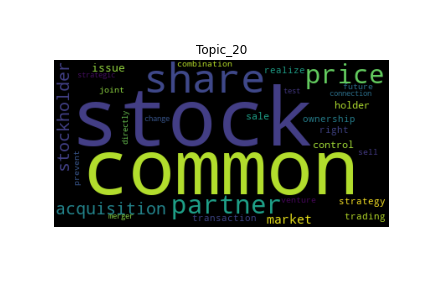 Topic_20
combination
strategic
issue
share
realize
price
stockholder
joint
stock
future
connection
test
holder
directly
change
sale
ownership
right
control
prevent
common
sell
acquisition
partner
venture
strategy
merger
transaction
market
trading